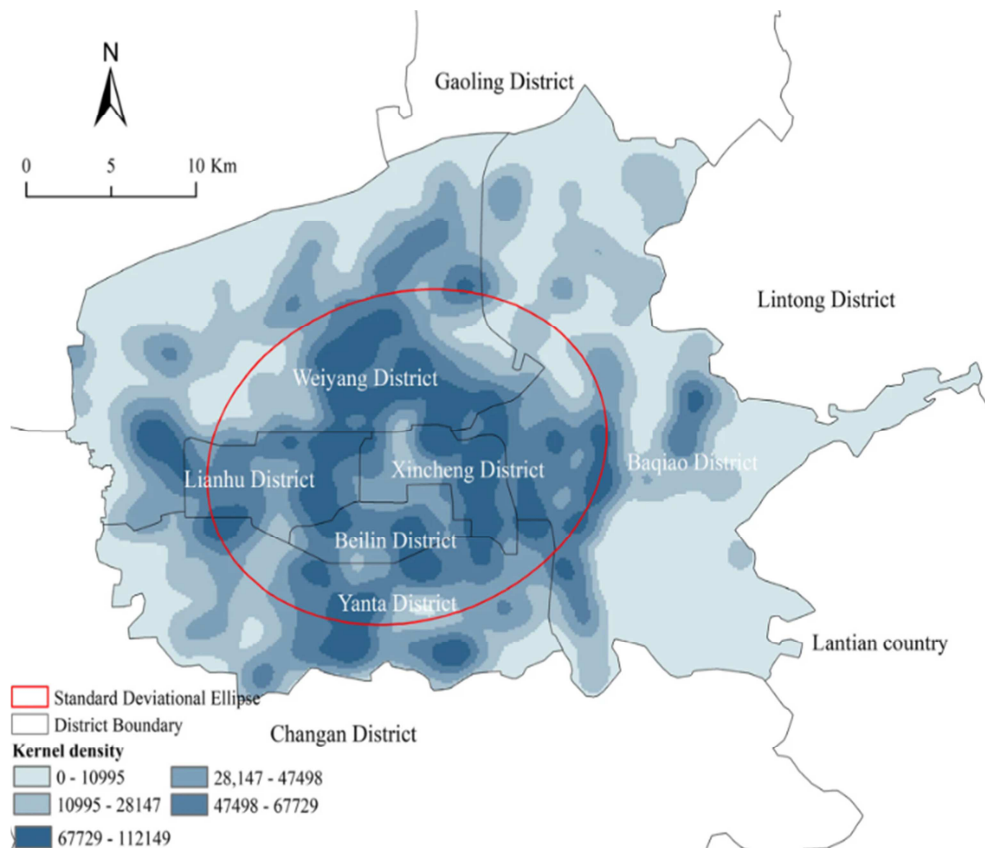 N
Gaoling District
0 5 10 Km
Lintong District
Weiyang District
Lianhu District
Xincheng District
Baqiao District
Beilin District
Yanta District
Lantian country
Standard Deviational Ellipse
District Boundary
Changan District
Kernel density
0 - 10995
28,147 - 47498
10995 - 28147
47498 - 67729
67729 - 112149